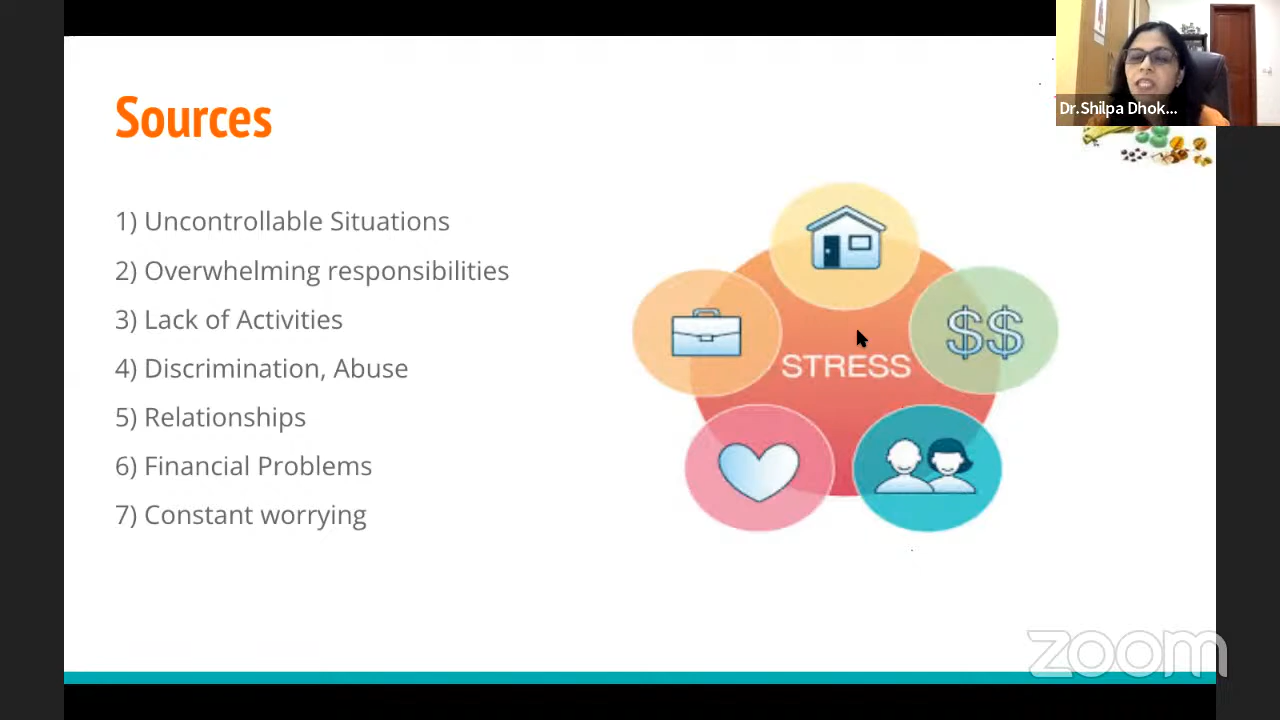 Dr.Shilpa Dhok...
Sources
1) Uncontrollable Situations
2) Overwhelming responsibilities
3) Lack of Activities
4) Discrimination, Abuse
5) Relationships
6) Financial Problems
7) Constant worrying
$$
STRESS
zoom